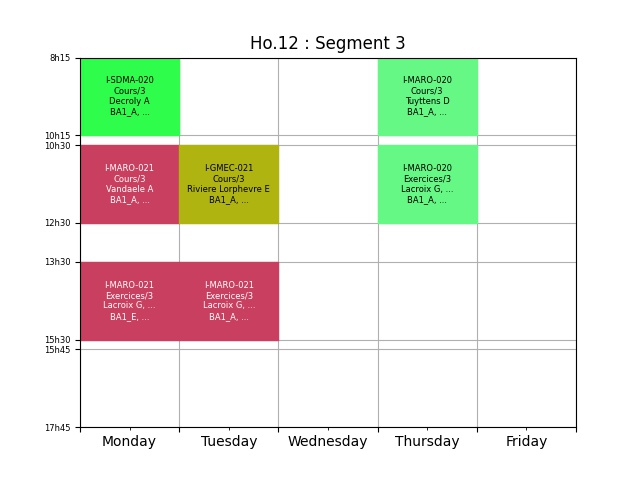 Ho.12 : Segment 3
8h15
I-SDMA-020
Cours/3
Decroly A
BA1_A, ...
I-MARO-020
Cours/3
Tuyttens D
BA1_A, ...
10h15
10h30
I-MARO-021
Cours/3
Vandaele A
BA1_A, ...
I-GMEC-021
Cours/3
Riviere Lorphevre E
BA1_A, ...
I-MARO-020
Exercices/3
Lacroix G, ...
BA1_A, ...
12h30
13h30
I-MARO-021
Exercices/3
Lacroix G, ...
BA1_E, ...
I-MARO-021
Exercices/3
Lacroix G, ...
BA1_A, ...
15h30
15h45
17h45
Monday
Tuesday
Wednesday
Thursday
Friday